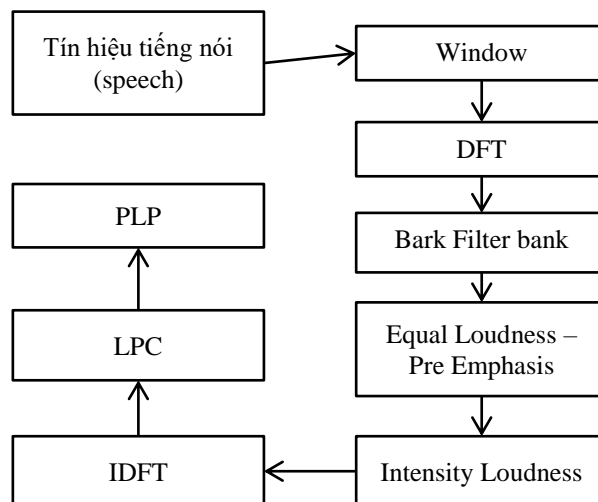 Tín hiệu tiếng nói
(speech)
Window
DFT
Bark Filter bank
Equal Loudness –
Pre Emphasis
Intensity Loudness
IDFT
LPC
PLP